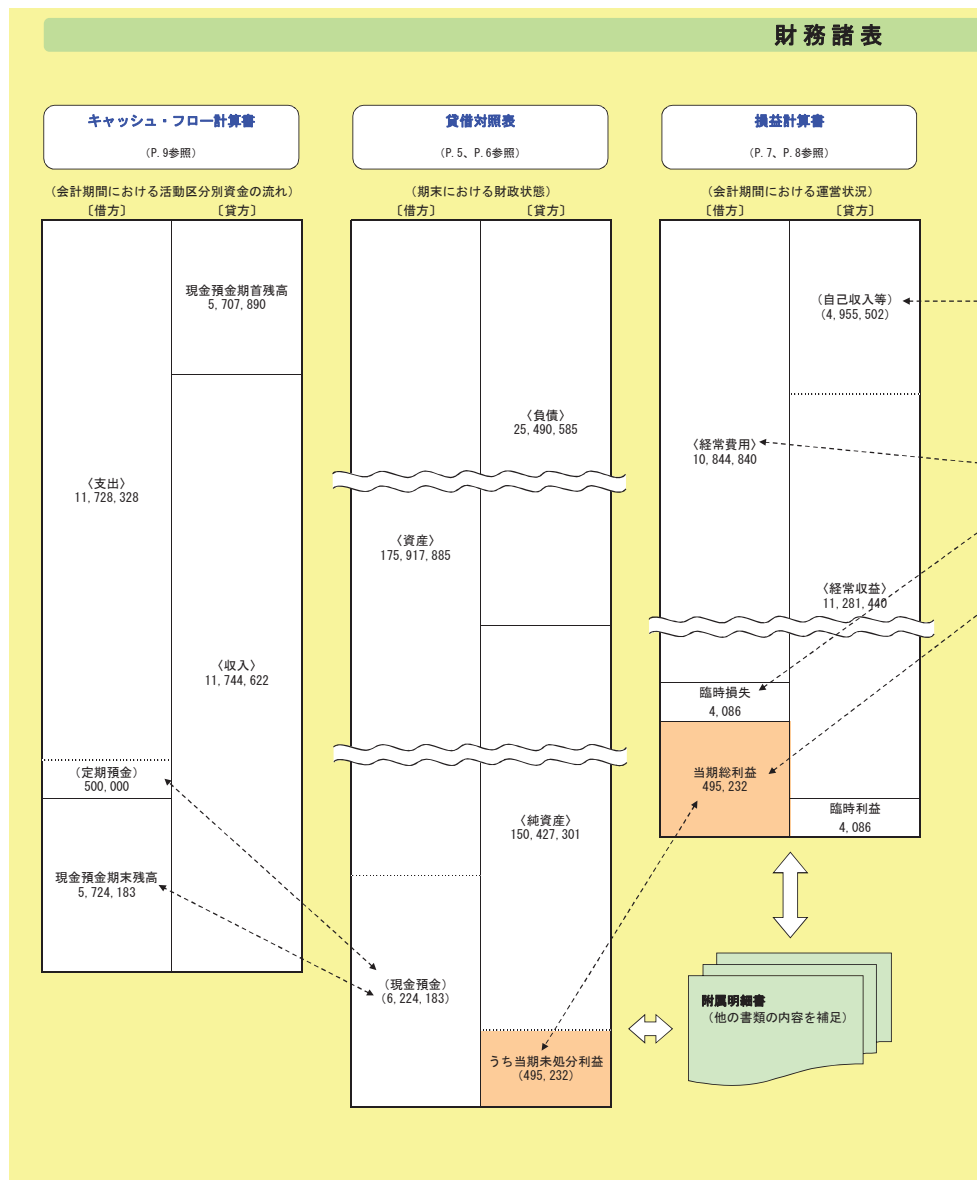 財務諸表
キャッシュ・フロー計算書
(P.9参照)
(会計期間における活動区分別資金の流れ)
〔借方〕 〔貸方〕
現金預金期首残高
5,707,890
〈支出〉
11,728,328
〈収入〉
11,744,622
(定期預金)
500,000
現金預金期末残高
5,724,183
貸借対照表
(P.5、P.6参照)
(期末における財政状態)
〔借方〕 〔貸方〕
〈負債〉
25,490,585
〈資産〉
175,917,885
〈純資産〉
150,427,301
(現金預金)
(6,224,183)
うち当期未処分利益
(495,232)
損益計算書
(P.7、P.8参照)
(会計期間における運営状況)
〔借方〕 〔貸方〕
(自己収入等)
(4,955,502)
〈経常費用〉
10,844,840
〈経常収益〉
11,281,440
臨時損失
4,086
当期総利益
495,232
臨時利益
4,086
附属明細書
(他の書類の内容を補足)